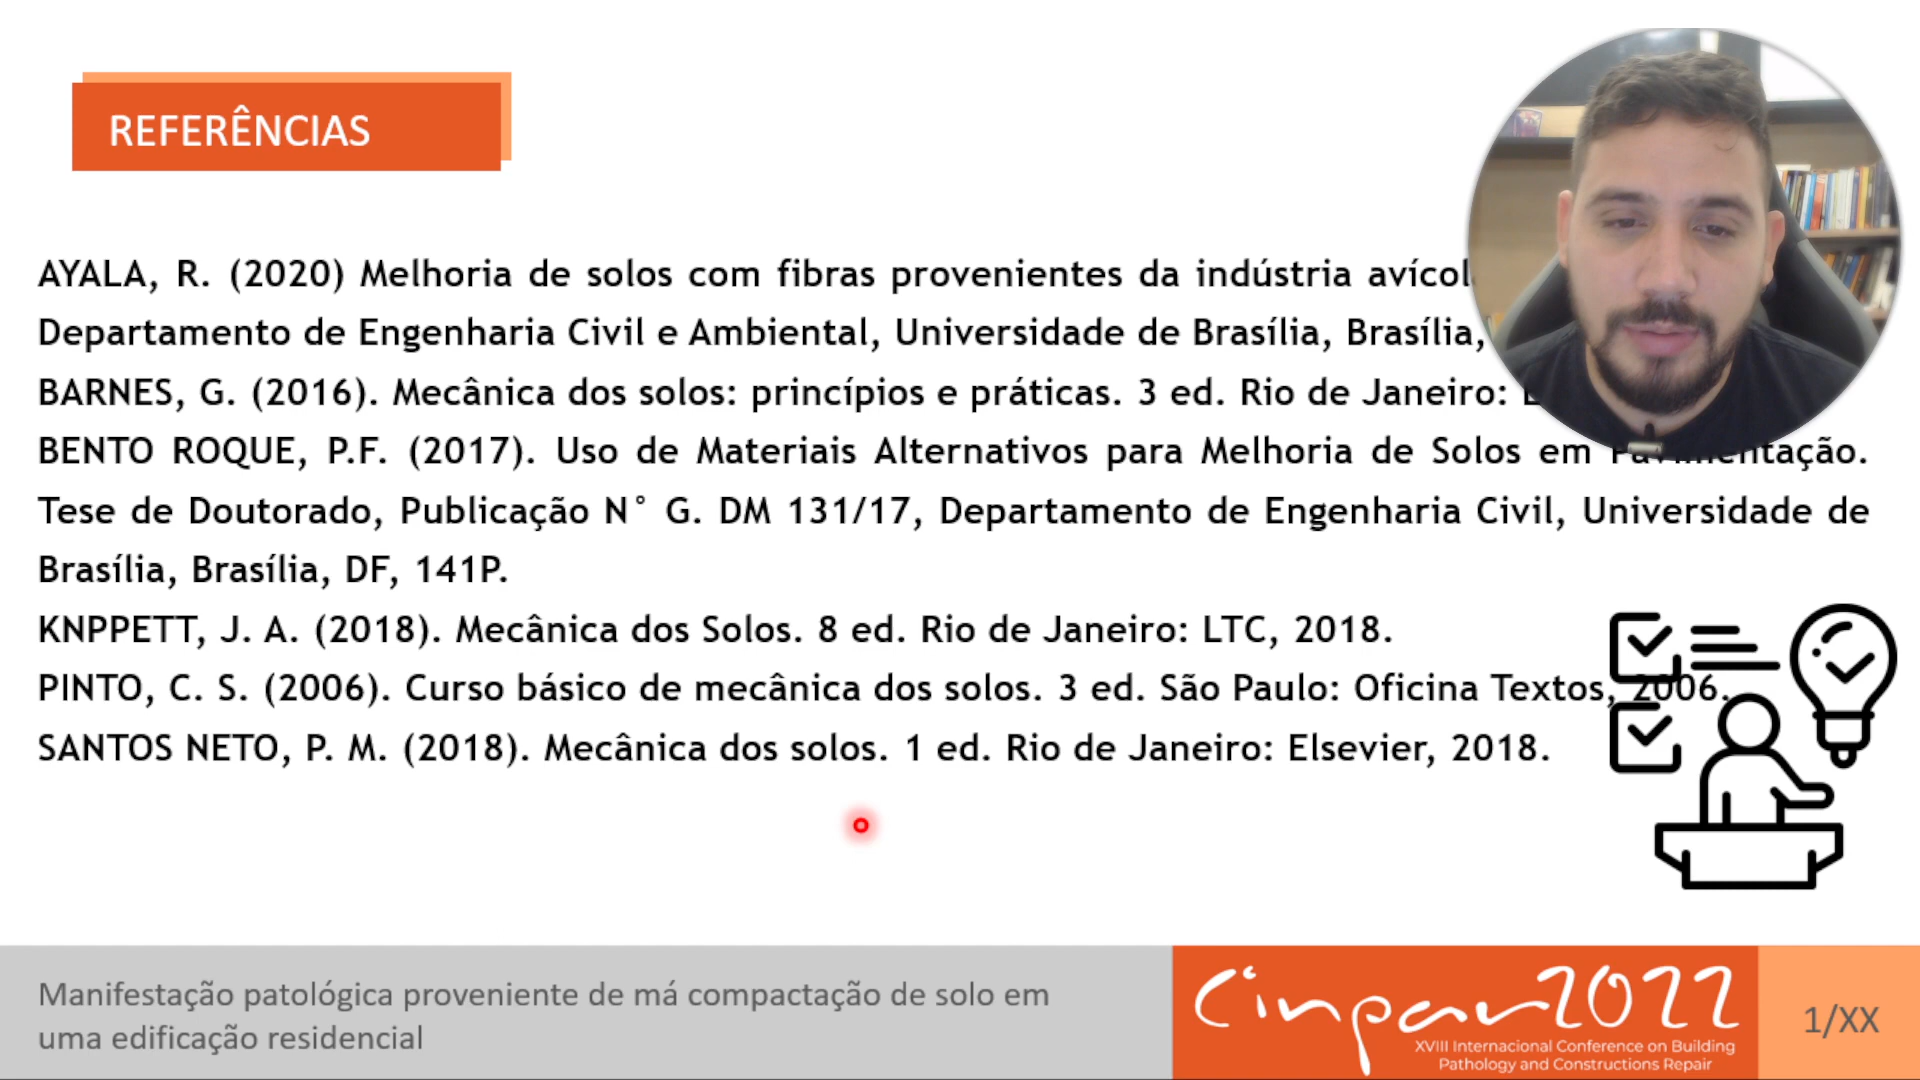 REFERÊNCIAS
AYALA, R. (2020) Melhoria de solos com fibras provenientes da indústria
Departamento de Engenharia Civil e Ambiental, Universidade de Brasília, Brasília,
BARNES, G. (2016). Mecânica dos solos: princípios e práticas. 3 ed. Rio de Janeiro:
BENTO ROQUE, P.F. (2017). Uso de Materiais Alternativos para Melhoria de Solos em Pavimentação.
Tese de Doutorado, Publicação N° G. DM 131/17, Departamento de Engenharia Civil, Universidade de
Brasília, Brasília, DF, 141P.
KNPPETT, J. A. (2018). Mecânica dos Solos. 8 ed. Rio de Janeiro: LTC, 2018.
PINTO, C. S. (2006). Curso básico de mecânica dos solos. 3 ed. São Paulo: Oficina Textos, 2006.
SANTOS NETO, P. M. (2018). Mecânica dos solos. 1 ed. Rio de Janeiro: Elsevier, 2018.
Manifestação patológica proveniente de má compactação de solo em
uma edificação residencial
Cinpar2022
XVIII Internacional Conference on Building
Pathology and Constructions Repair
1/XX